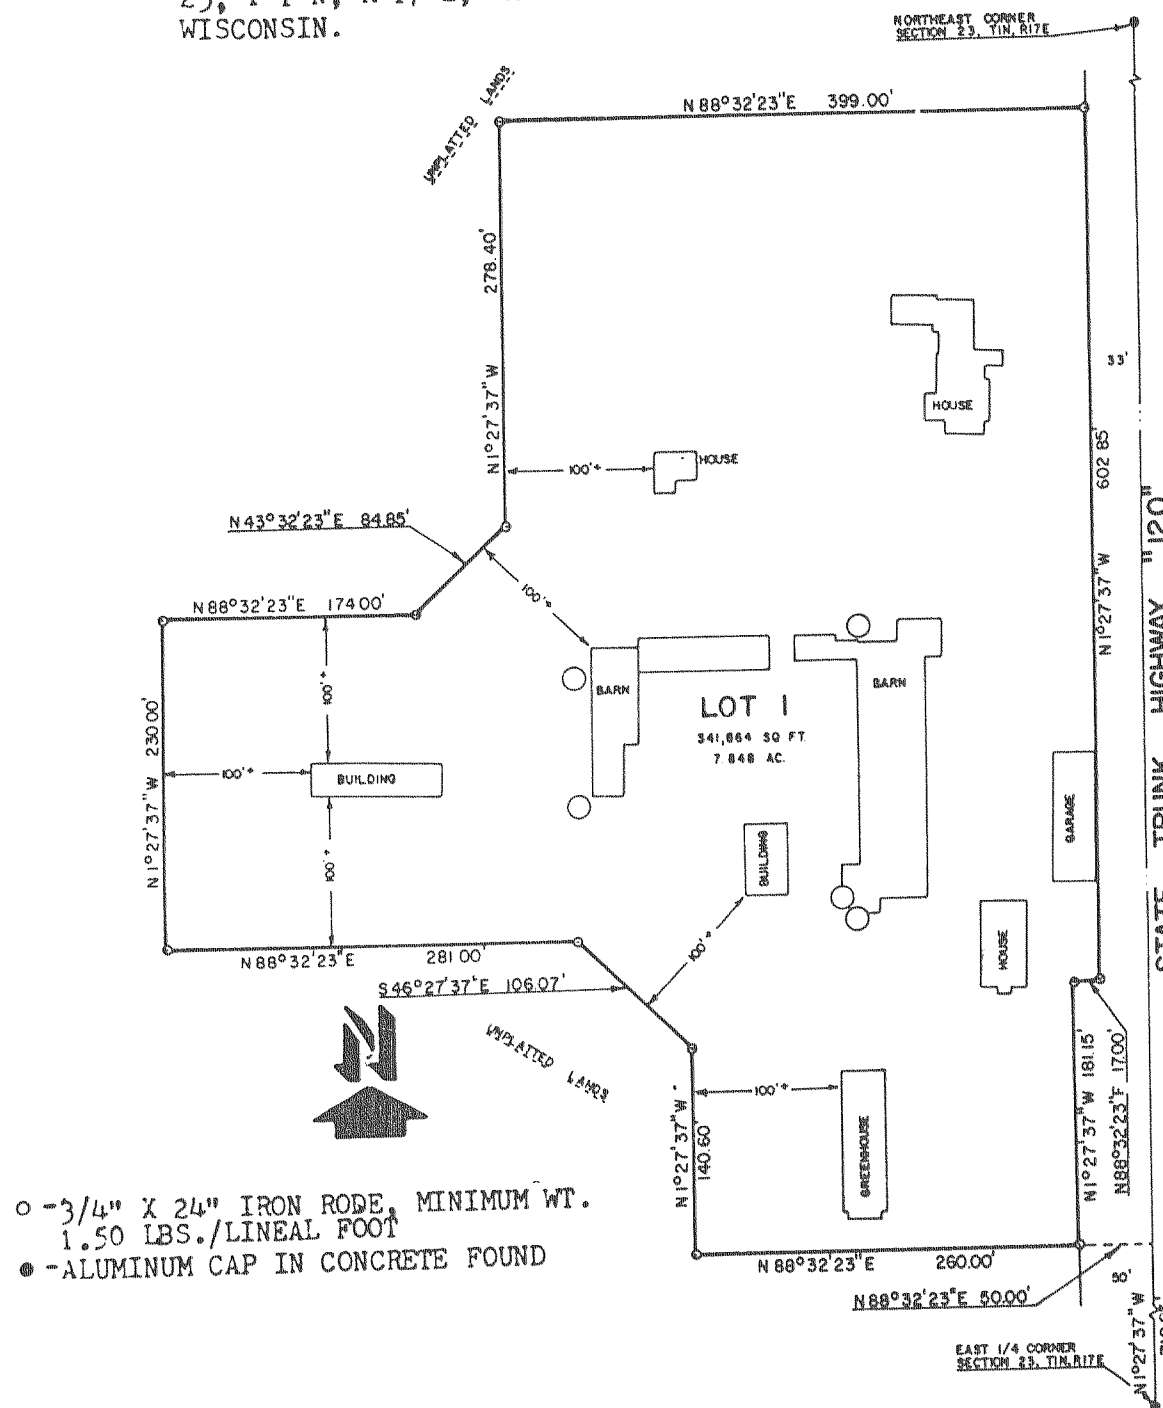 WISCONSIN.
NORTHEAST CORNER
SECTION 23, T1N, R17E
UNPLATTED LANDS
N 88°32'23"E 399.00'
278.40'
N1°27'37"W
HOUSE
33'
602.85'
N1°27'37"W
100'+
HOUSE
N 43°32'23"E 84.85'
100'+
N 88°32'23"E 174.00'
STATE TRUNK HIGHWAY "120"
BARN
BARN
LOT 1
341,864 SQ FT.
7.848 AC.
230.00'
N 1°27'37"W
100'+
100'+
BUILDING
100'+
GARAGE
BUILDING
100'+
HOUSE
N88°32'23"E 281.00'
S46°27'37"E 106.07'
UNPLATTED LANDS
N1°27'37"W 181.15'
N88°32'23"E 17.00'
N1°27'37"W
140.60'
100'+
GREENHOUSE
O -3/4" X 24" IRON RODE, MINIMUM WT.
1.50 LBS./LINEAL FOOT
● -ALUMINUM CAP IN CONCRETE FOUND
N 88°32'23"E 260.00'
N88°32'23"E 50.00'
50'
N1°27'37"W
EAST 1/4 CORNER
SECTION 23, T1N, R17E